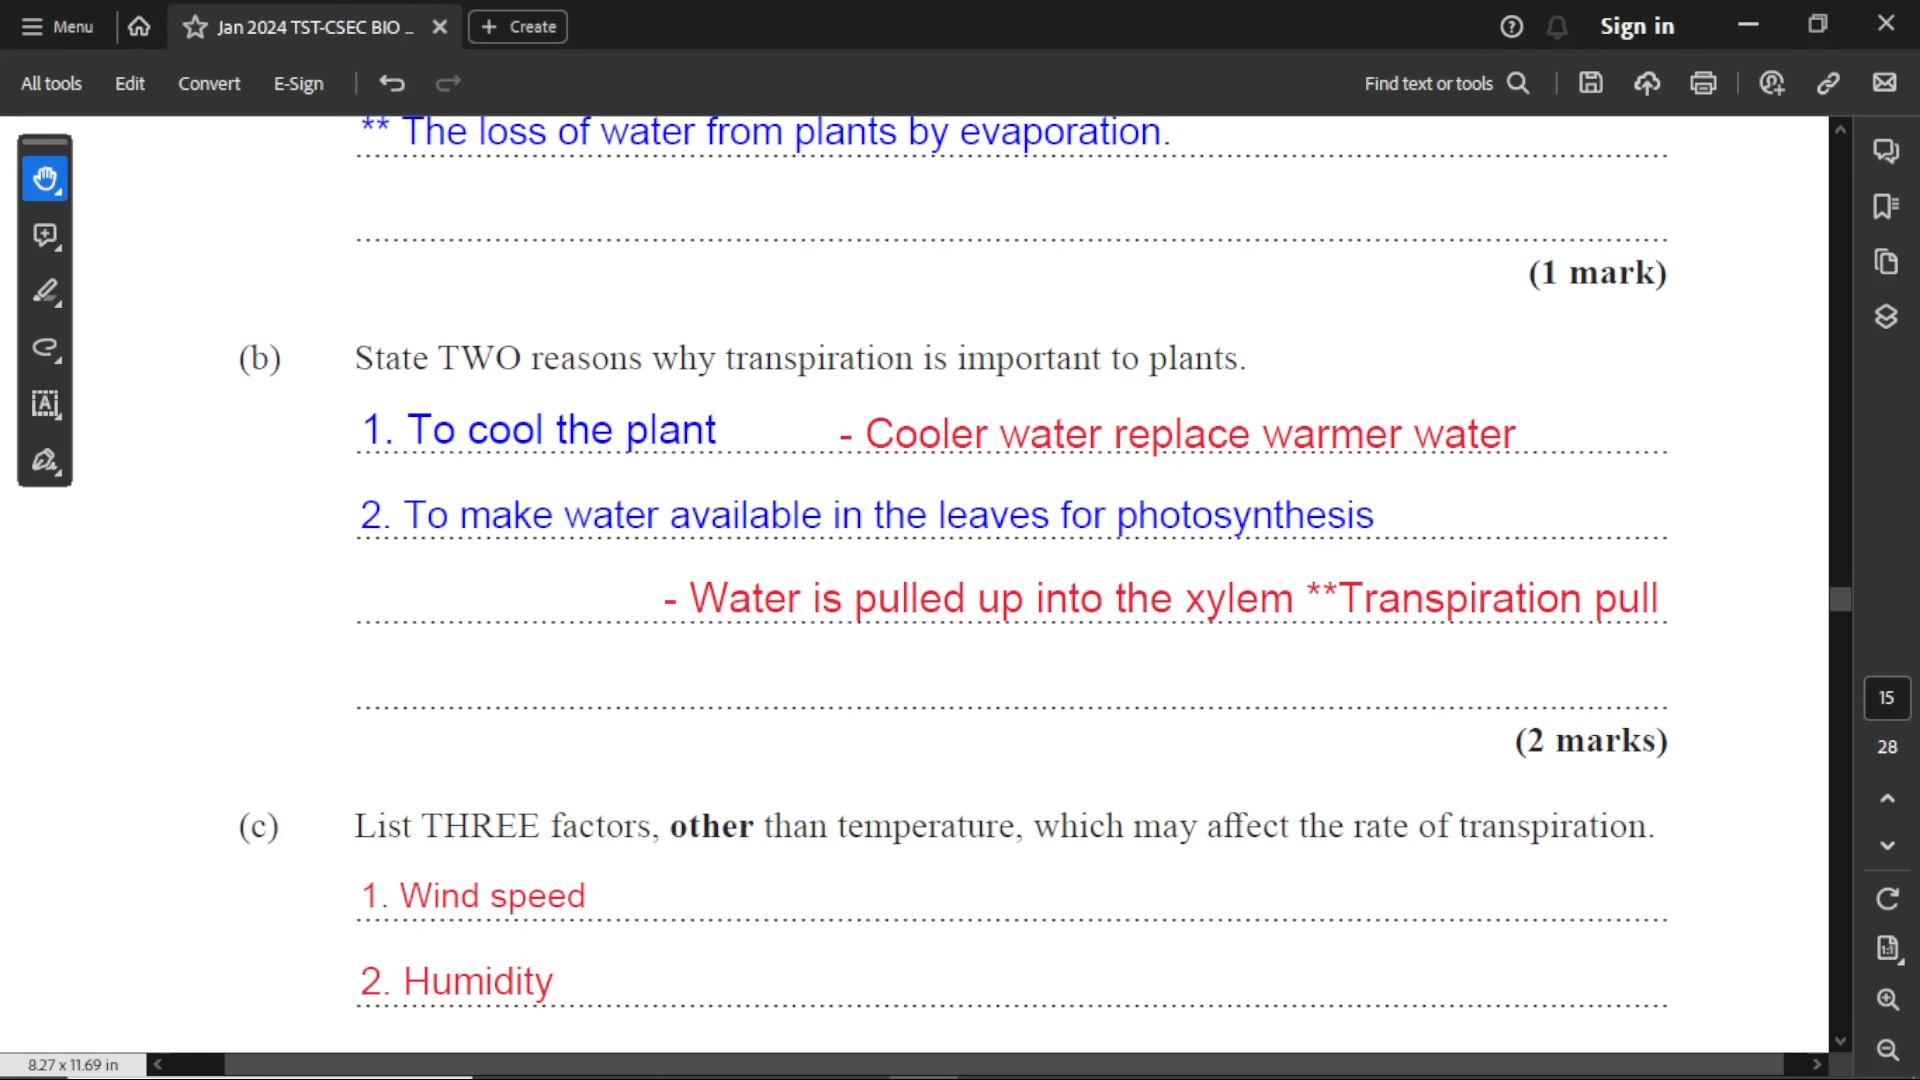 Menu
Jan 2024 TST-CSEC BIO _
Create
Sign in
All tools
Edit
Convert
E-Sign
Find text or tools
** The loss of water from plants by evaporation.
(1 mark)
(b) State TWO reasons why transpiration is important to plants.
1. To cool the plant - Cooler water replace warmer water
2. To make water available in the leaves for photosynthesis
- Water is pulled up into the xylem **Transpiration pull
(2 marks)
(c) List THREE factors, other than temperature, which may affect the rate of transpiration.
1. Wind speed
2. Humidity
15
28
8.27 x 11.69 in